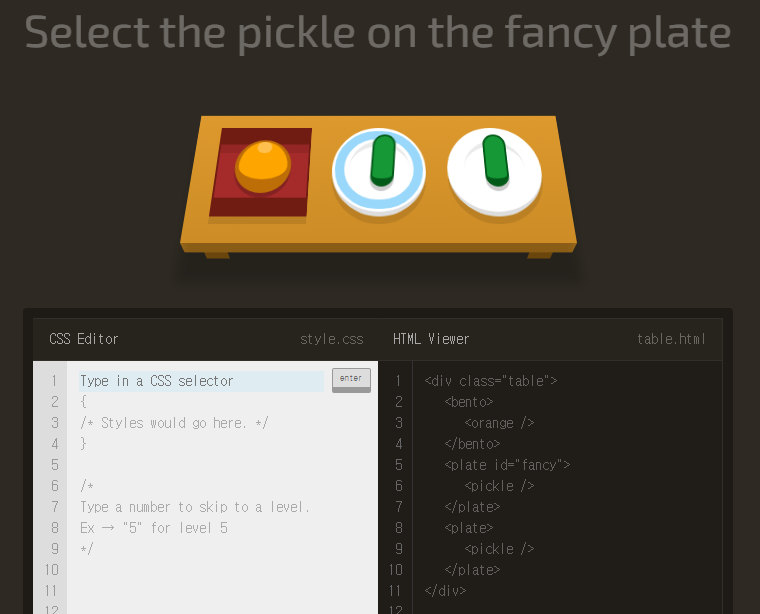 Select the pickle on the fancy plate
CSS Editor
style.css
HTML Viewer
table.html
1
Type in a CSS selector
enter
2
{
3
/* Styles would go here. */
4
}
5
6
/*
7
Type a number to skip to a level.
8
Ex → "5" for level 5
9
*/
10
11
12
1
<div class="table">
2
<bento>
3
<orange />
4
</bento>
5
<plate id="fancy">
6
<pickle />
7
</plate>
8
<plate>
9
<pickle />
10
</plate>
11
</div>
12